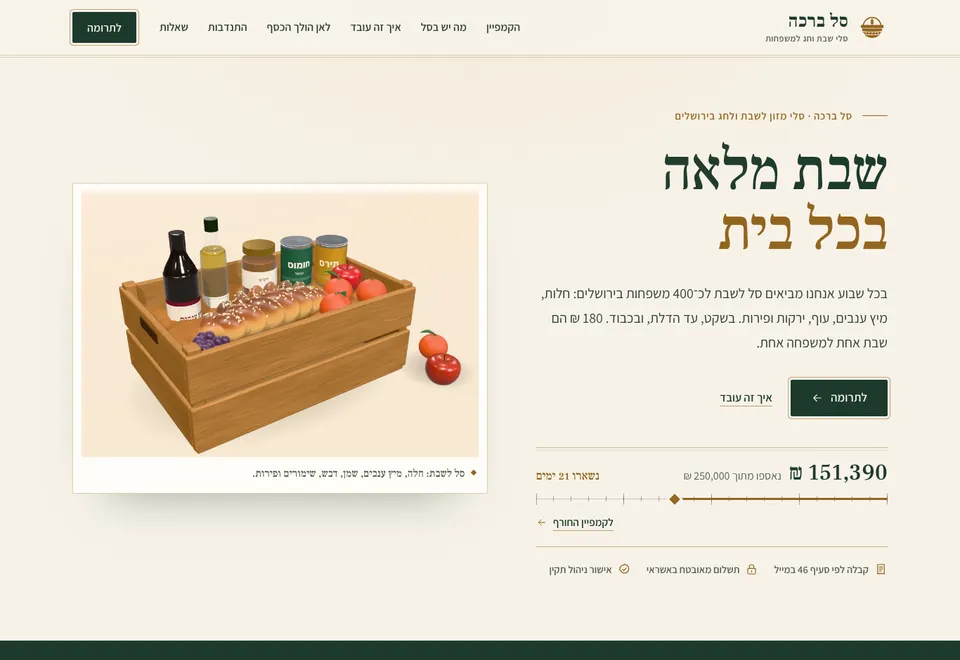 סל ברכה
סלי שבת וחג למשפחות
הקמפיין
מה יש בסל
איך זה עובד
לאן הולך הכסף
התנדבות
שאלות
לתרומה
סל ברכה · סלי מזון לשבת ולחג בירושלים
שבת מלאה
בכל בית
בכל שבוע אנחנו מביאים סל לשבת לכ־400 משפחות בירושלים: חלות,
מיץ ענבים, עוף, ירקות ופירות. בשקט, עד הדלת, ובכבוד. 180 ₪ הם
שבת אחת למשפחה אחת.
לתרומה ←
איך זה עובד
151,390 ₪ נאספו מתוך 250,000 ₪
נשארו 21 ימים
לקמפיין החורף ←
קבלה לפי סעיף 46 במייל
תשלום מאובטח באשראי
אישור ניהול תקין
חומוס
תירס
סל לשבת: חלה, מיץ ענבים, שמן, דבש, שימורים ופירות.